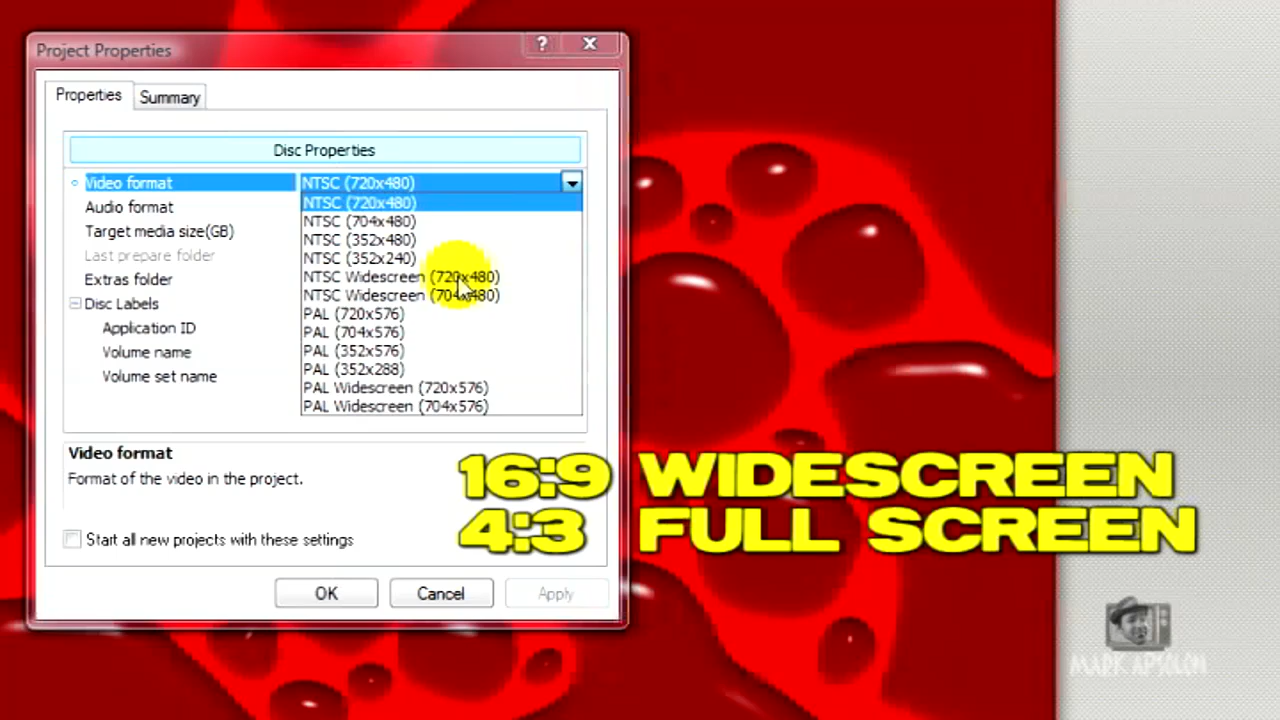 Project Properties
?
Properties
Summary
Disc Properties
Video format
NTSC (720x480)
NTSC (720x480)
Audio format
NTSC (704x480)
Target media size(GB)
NTSC (352x480)
Last prepare folder
NTSC (352x240)
Extras folder
NTSC Widescreen (720x480)
Disc Labels
NTSC Widescreen (704x480)
Application ID
PAL (720x576)
PAL (704x576)
Volume name
PAL (352x576)
Volume set name
PAL (352x288)
PAL Widescreen (720x576)
PAL Widescreen (704x576)
Video format
Format of the video in the project.
16:9 WIDESCREEN
4:3 FULL SCREEN
Start all new projects with these settings
OK
Cancel
Apply
MARK APSOLON